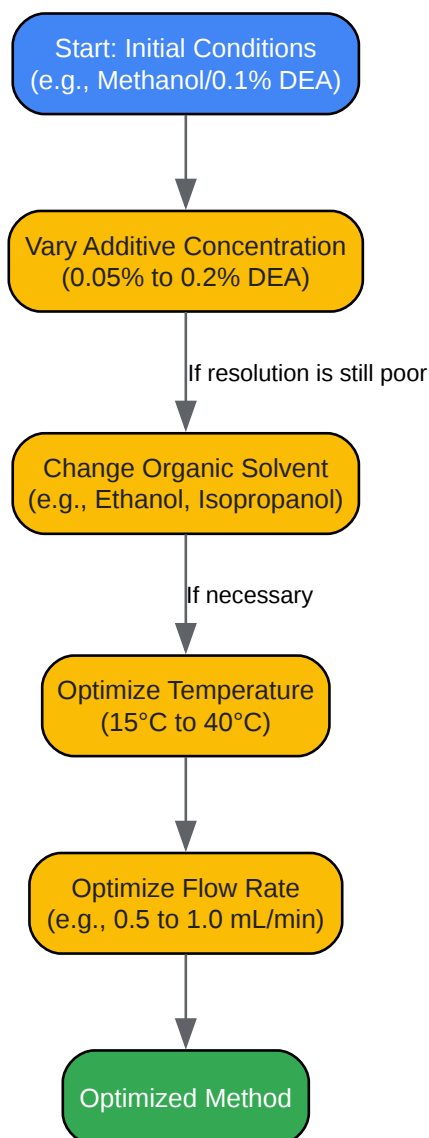 Start: Initial Conditions
(e.g., Methanol/0.1% DEA)
Vary Additive Concentration
(0.05% to 0.2% DEA)
If resolution is still poor
Change Organic Solvent
(e.g., Ethanol, Isopropanol)
If necessary
Optimize Temperature
(15°C to 40°C)
Optimize Flow Rate
(e.g., 0.5 to 1.0 mL/min)
Optimized Method